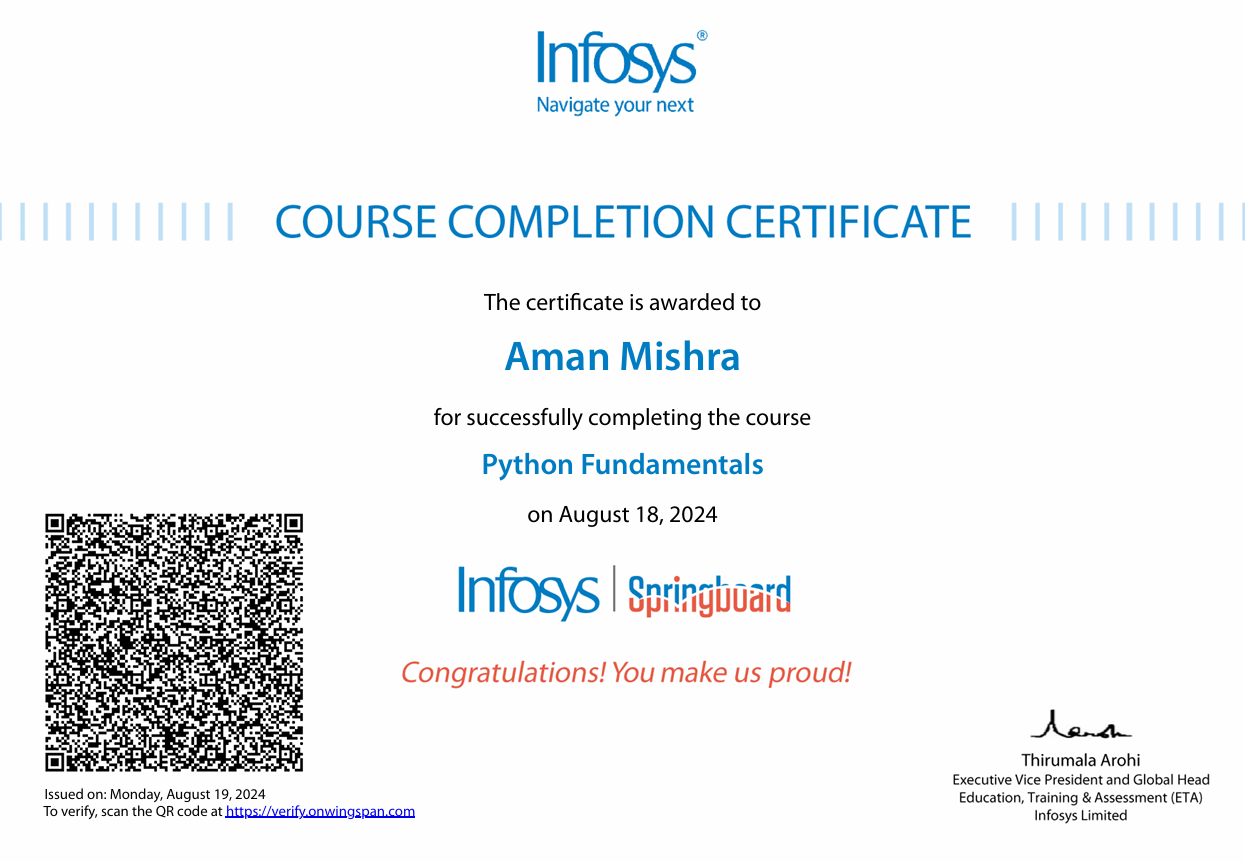 Infosys®
Navigate your next
COURSE COMPLETION CERTIFICATE
The certificate is awarded to
Aman Mishra
for successfully completing the course
Python Fundamentals
on August 18, 2024
Infosys | Springboard
Congratulations! You make us proud!
Issued on: Monday, August 19, 2024
To verify, scan the QR code at https://verify.onwingspan.com
Thirumala Arohi
Executive Vice President and Global Head
Education, Training & Assessment (ETA)
Infosys Limited